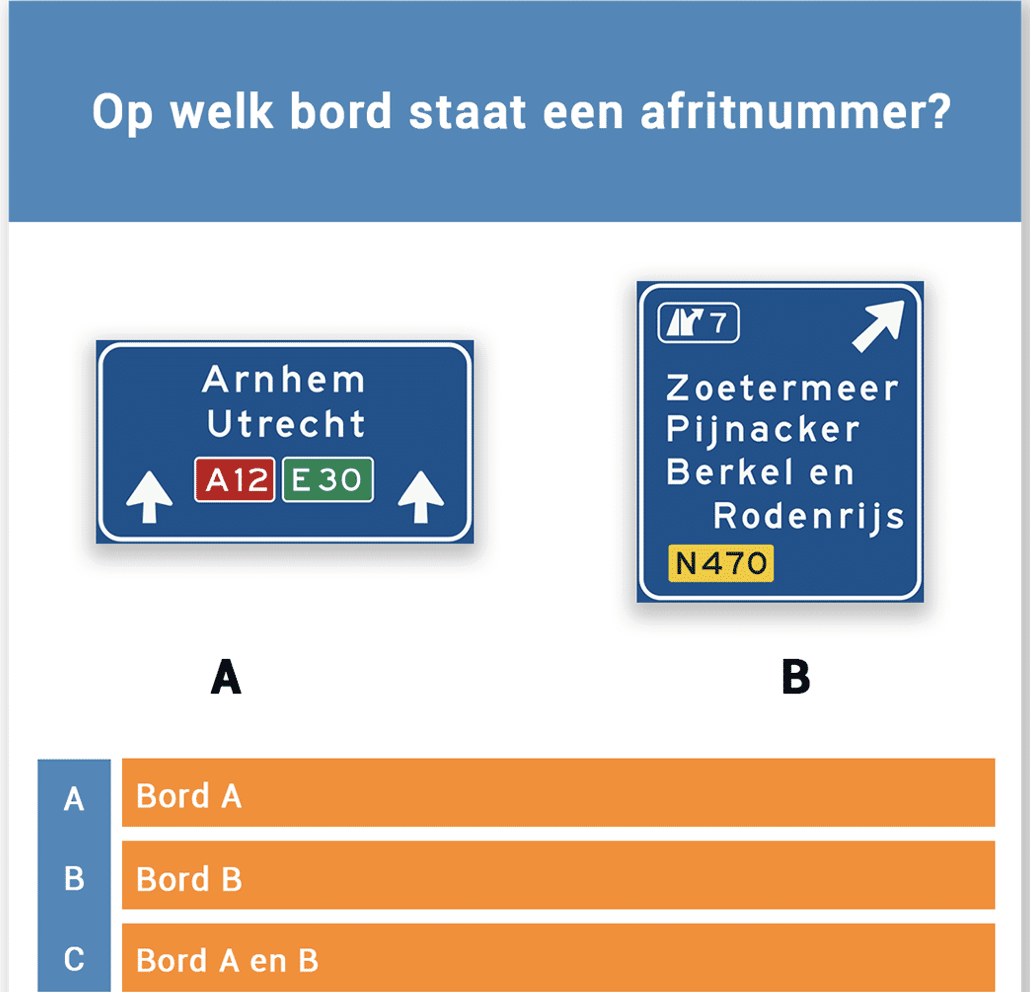 Op welk bord staat een afritnummer?
Arnhem
Utrecht
A12 E 30
7
Zoetermeer
Pijnacker
Berkel en
Rodenrijs
N470
A
B
A Bord A
B Bord B
C Bord A en B